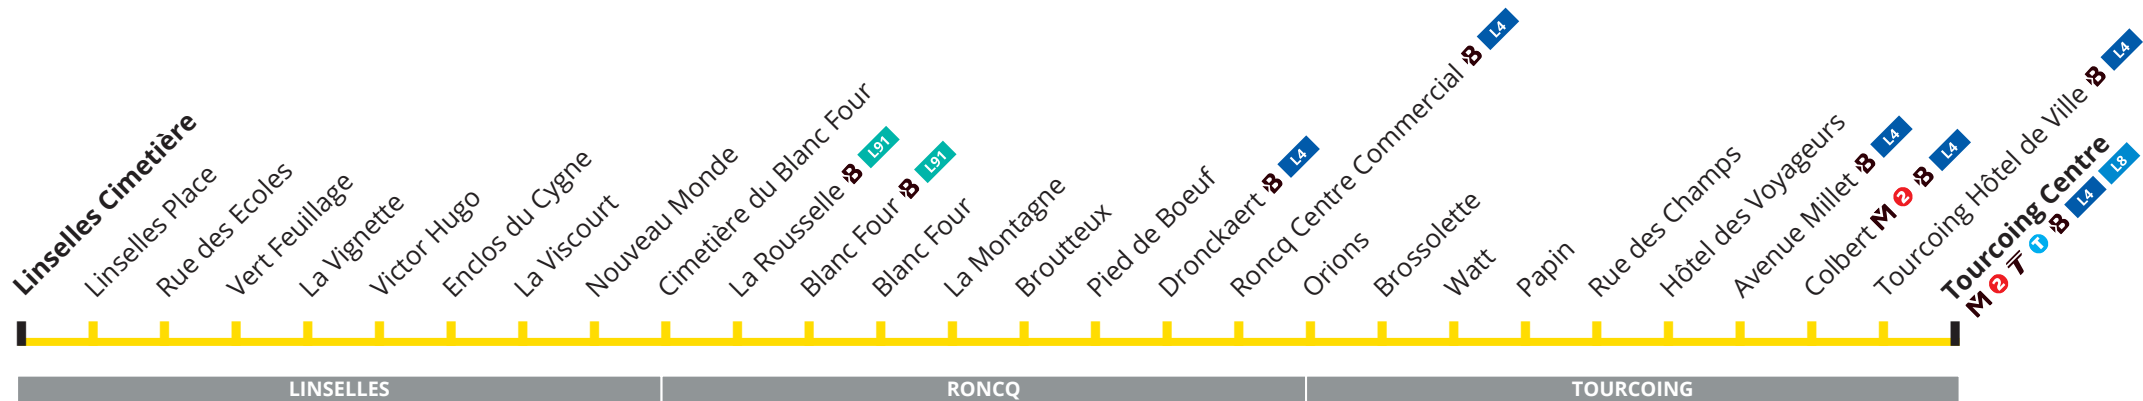 Linselles Cimetière
Linselles Place
Rue des Ecoles
Vert Feuillage
La Vignette
Victor Hugo
Enclos du Cygne
La Viscourt
Nouveau Monde
Cimetière du Blanc Four
La Rousselle B L91
Blanc Four B L91
Blanc Four
La Montagne
Broutteux
Pied de Boeuf
Dronckaert B L4
Roncq Centre Commercial B L4
Orions
Brossolette
Watt
Papin
Rue des Champs
Hôtel des Voyageurs
Avenue Millet B L4
Colbert M 2 B L4
Tourcoing Hôtel de Ville B L4
Tourcoing Centre
M 2 T T B L4 L8
LINSELLES
RONCQ
TOURCOING